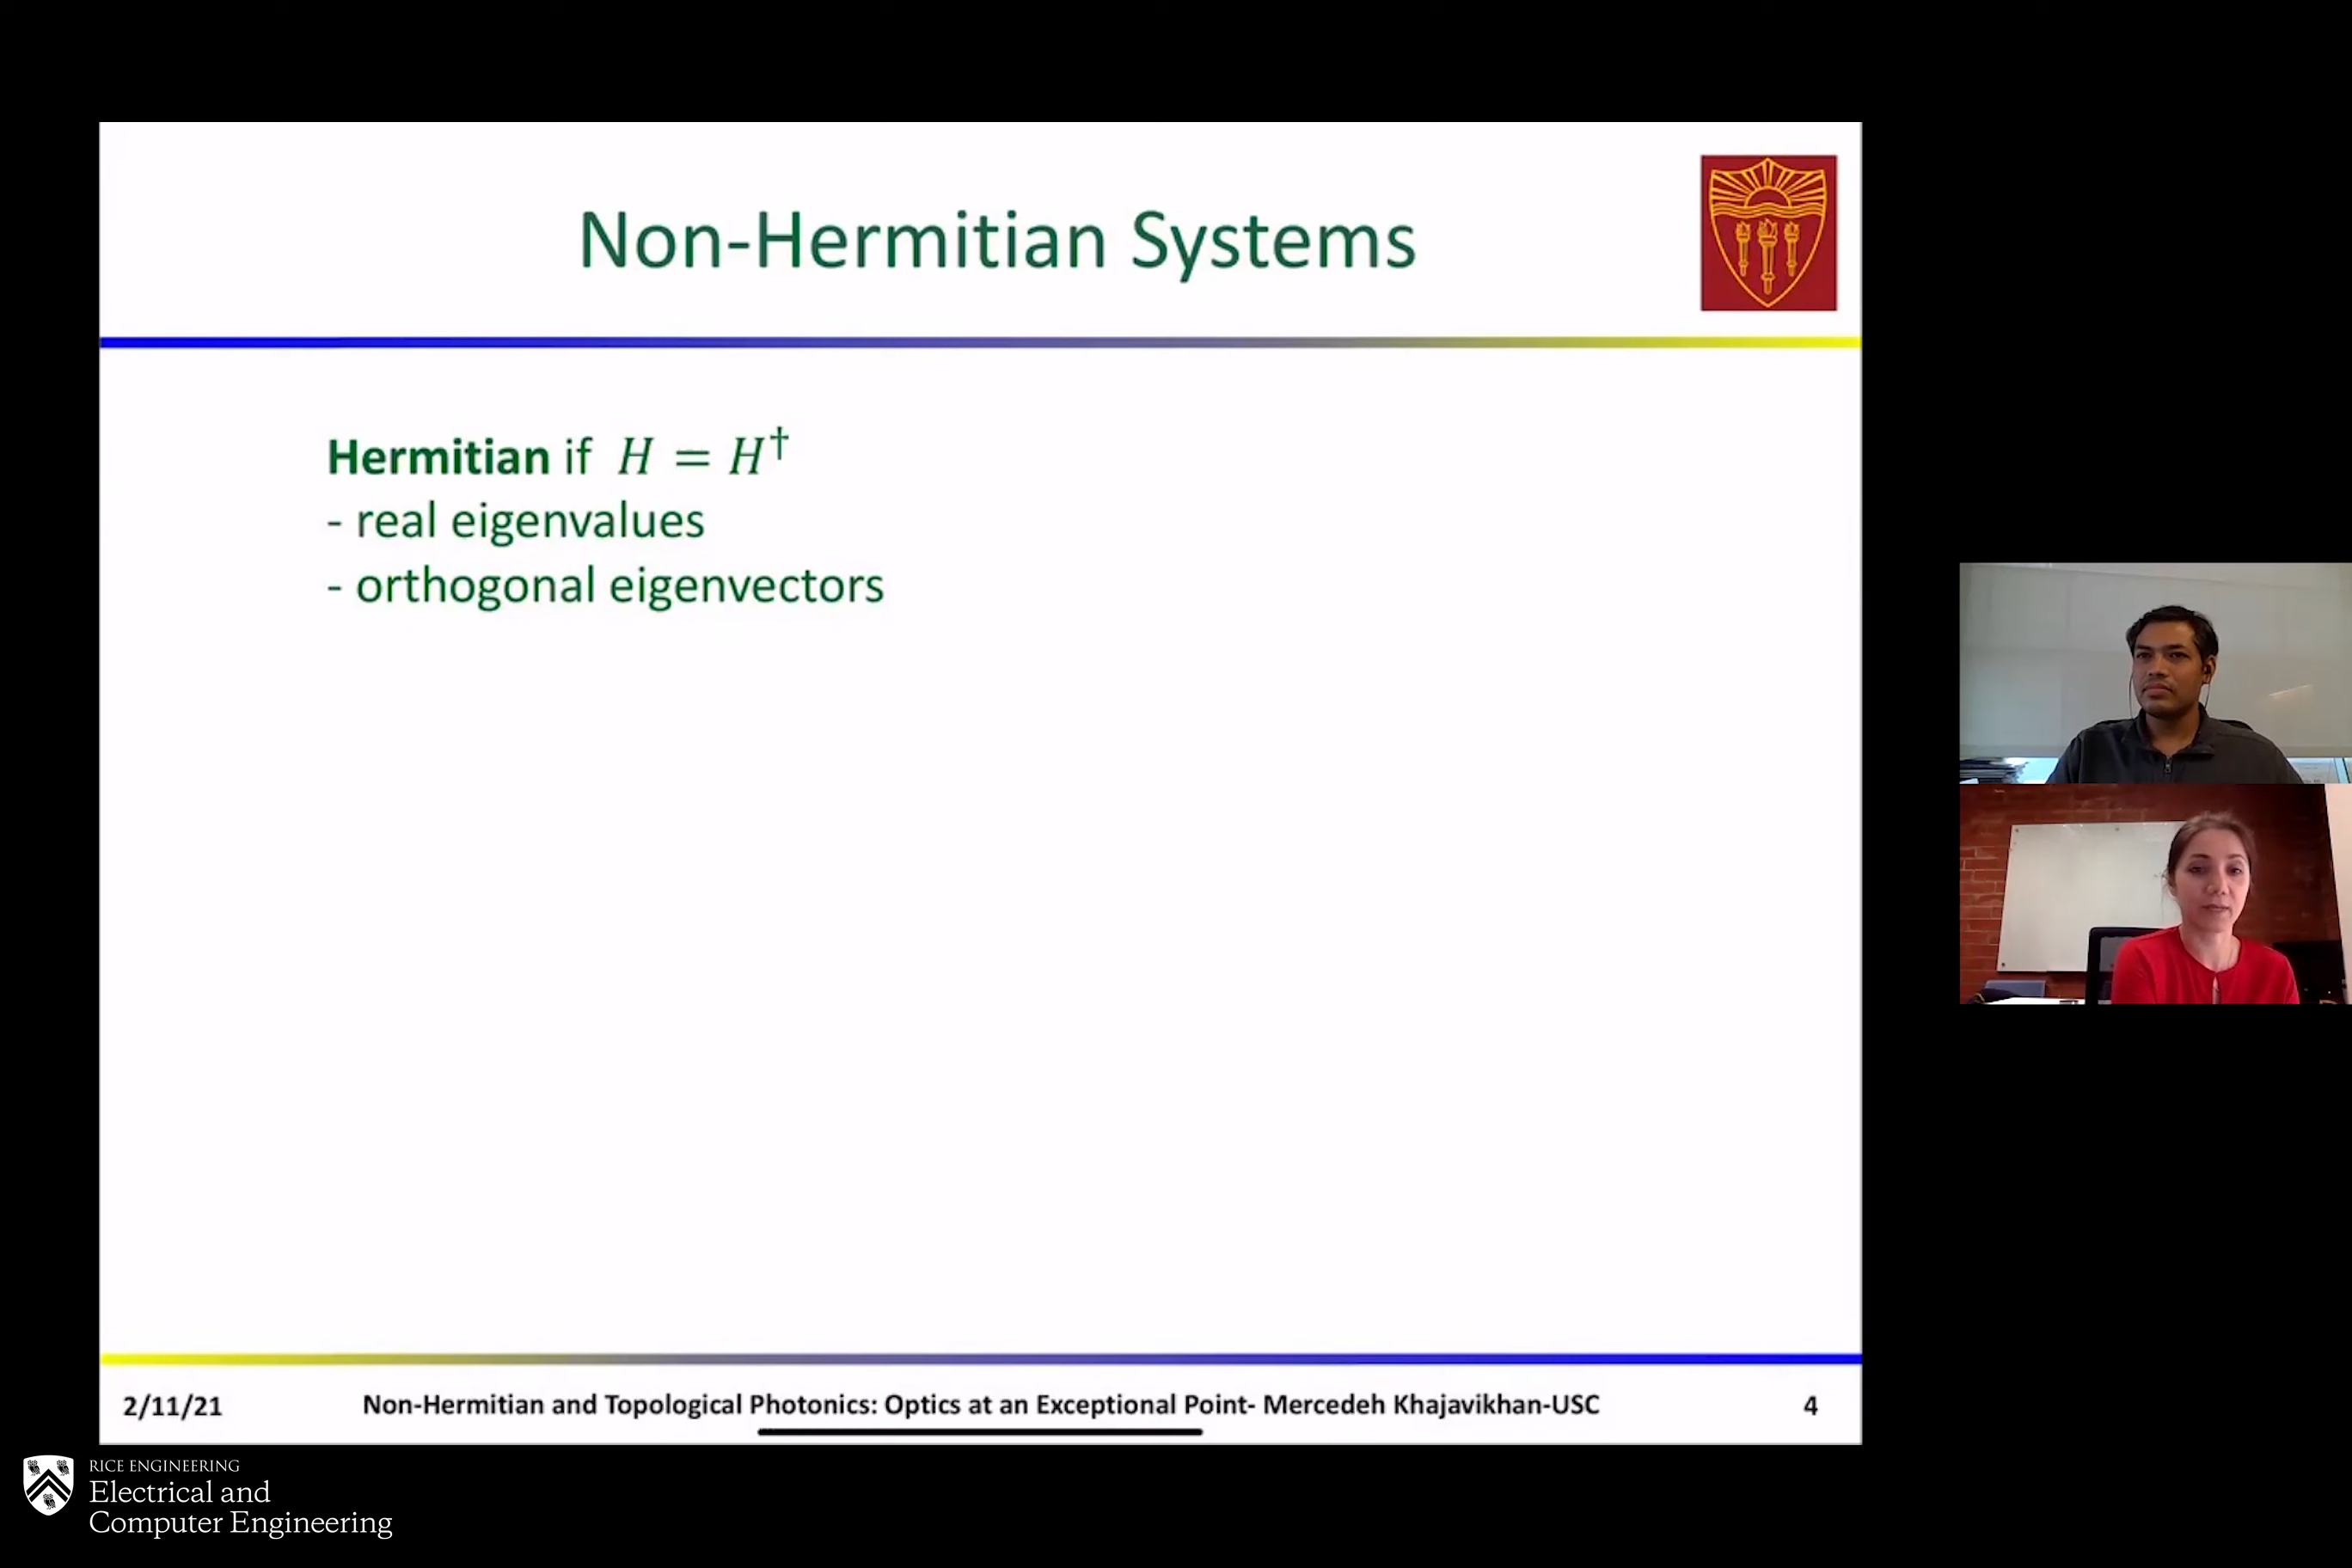 Non-Hermitian Systems
Hermitian if H = H†
- real eigenvalues
- orthogonal eigenvectors
2/11/21 Non-Hermitian and Topological Photonics: Optics at an Exceptional Point- Mercedeh Khajavikhan-USC 4
RICE ENGINEERING
Electrical and
Computer Engineering